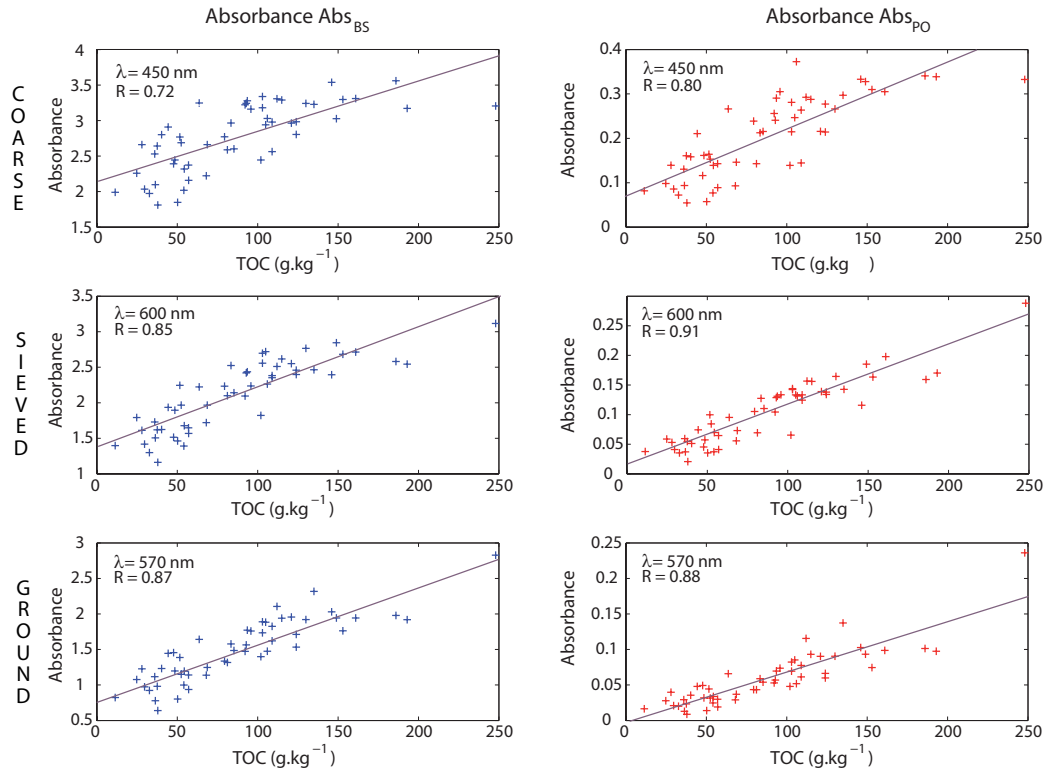 Absorbance Abs_BS
Absorbance Abs_PO
COARSE
λ = 450 nm
R = 0.72
Absorbance
4
3.5
3
2.5
2
1.5
0 50 100 150 200 250
TOC (g.kg⁻¹)
λ = 450 nm
R = 0.80
Absorbance
0.4
0.3
0.2
0.1
0
0 50 100 150 200 250
TOC (g.kg )
SIEVED
λ = 600 nm
R = 0.85
Absorbance
3.5
3
2.5
2
1.5
1
0 50 100 150 200 250
TOC (g.kg⁻¹)
λ = 600 nm
R = 0.91
Absorbance
0.25
0.2
0.15
0.1
0.05
0
0 50 100 150 200 250
TOC (g.kg⁻¹)
GROUND
λ = 570 nm
R = 0.87
Absorbance
3
2.5
2
1.5
1
0.5
0 50 100 150 200 250
TOC (g.kg⁻¹)
λ = 570 nm
R = 0.88
Absorbance
0.25
0.2
0.15
0.1
0.05
0
0 50 100 150 200 250
TOC (g.kg⁻¹)